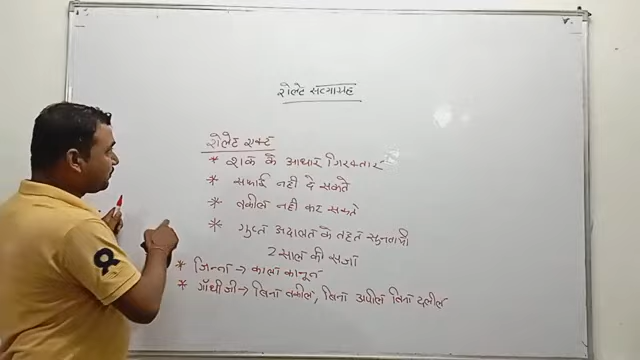 रोलेट सत्याग्रह
रोलेट एक्ट
* शक के आधार गिरफ्तार
* सफाई नही दे सकते
* वकील नही कर सकते
* गुप्त अदालत के तहत सुनवायी
2 साल की सजा
* जिन्ना → काला कानून
* गाँधीजी → बिना वकील, बिना अपील बिना दलील